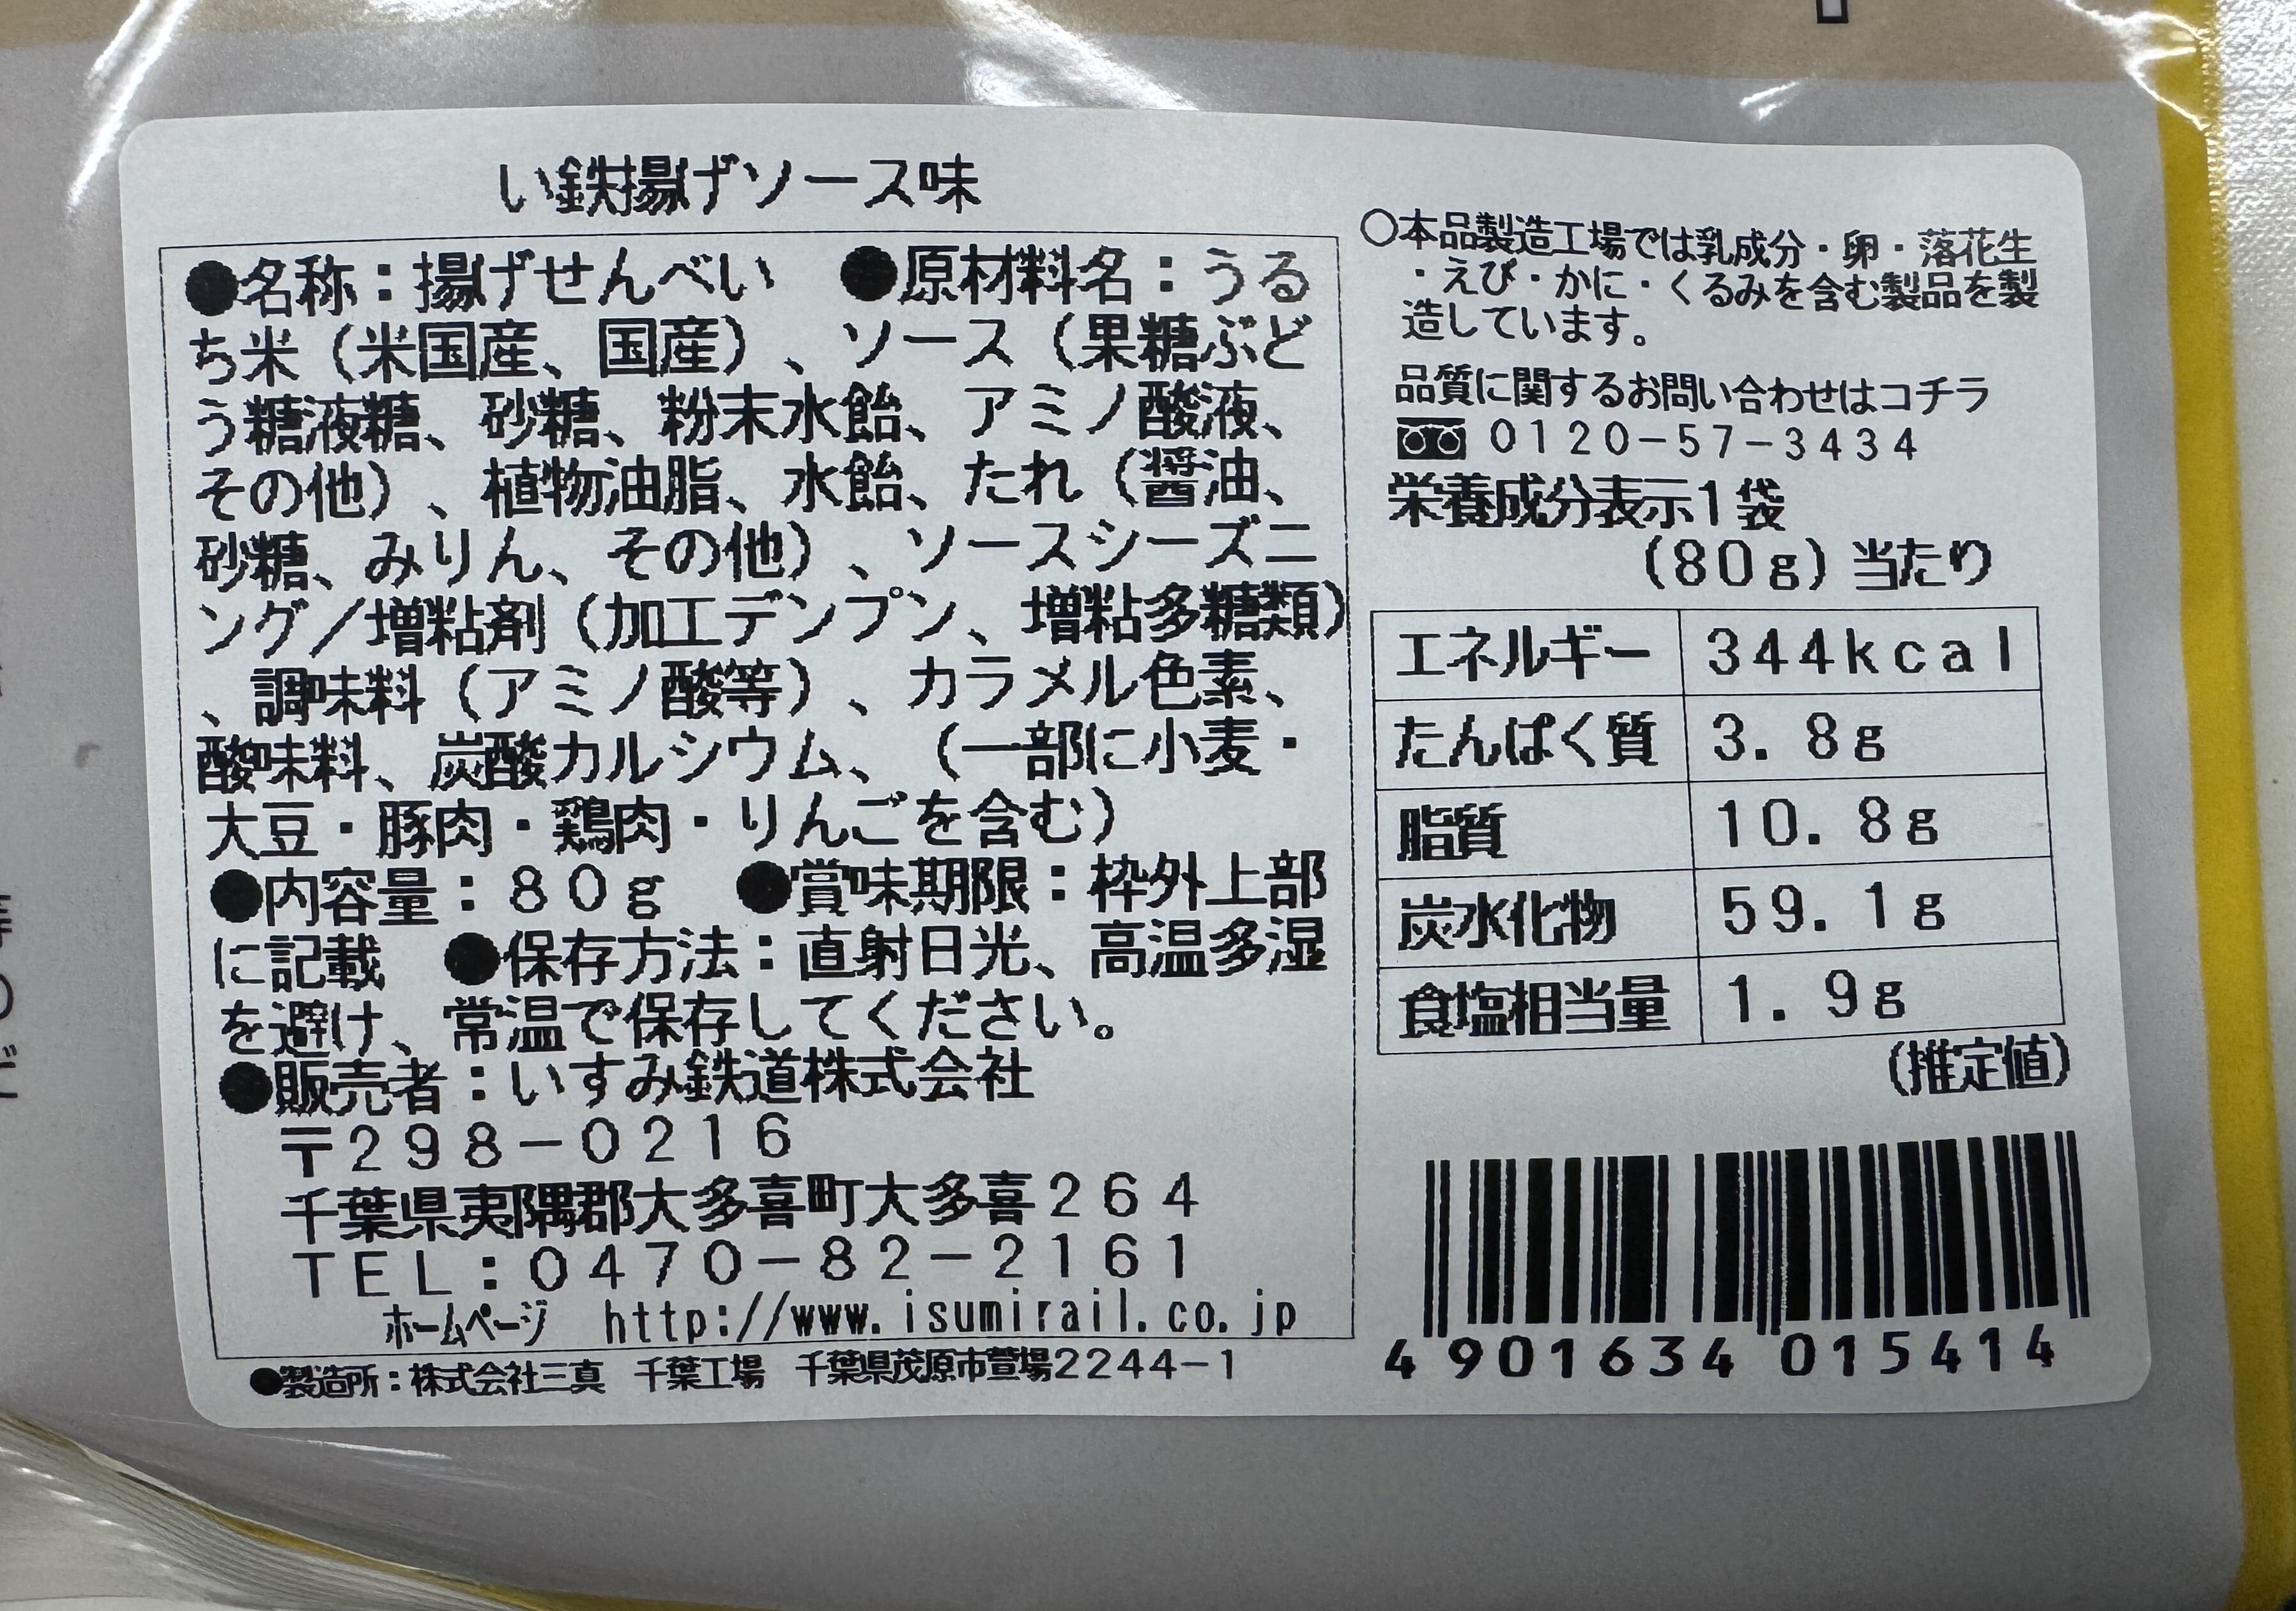 い鉄揚げソース味
●名称：揚げせんべい　●原材料名：うる
ち米（米国産、国産）、ソース（果糖ぶど
う糖液糖、砂糖、粉末水飴、アミノ酸液、
その他）、植物油脂、水飴、たれ（醤油、
砂糖、みりん、その他）、ソースシーズニ
ング／増粘剤（加工デンプン、増粘多糖類）
、調味料（アミノ酸等）、カラメル色素、
酸味料、炭酸カルシウム、（一部に小麦・
大豆・豚肉・鶏肉・りんごを含む）
●内容量：８０ｇ　●賞味期限：枠外上部
に記載　●保存方法：直射日光、高温多湿
を避け、常温で保存してください。
●販売者：いすみ鉄道株式会社
〒２９８－０２１６
千葉県夷隅郡大多喜町大多喜２６４
ＴＥＬ：０４７０－８２－２１６１
ホームページ　http://www.isumirail.co.jp
●製造所：株式会社三真　千葉工場　千葉県茂原市萱場2244-1
○本品製造工場では乳成分・卵・落花生
・えび・かに・くるみを含む製品を製
造しています。
品質に関するお問い合わせはコチラ
０１２０－５７－３４３４
栄養成分表示1袋
（８０ｇ）当たり
エネルギー ３４４ｋｃａｌ
たんぱく質 ３．８ｇ
脂質 １０．８ｇ
炭水化物 ５９．１ｇ
食塩相当量 １．９ｇ
（推定値）
4 901634 015414